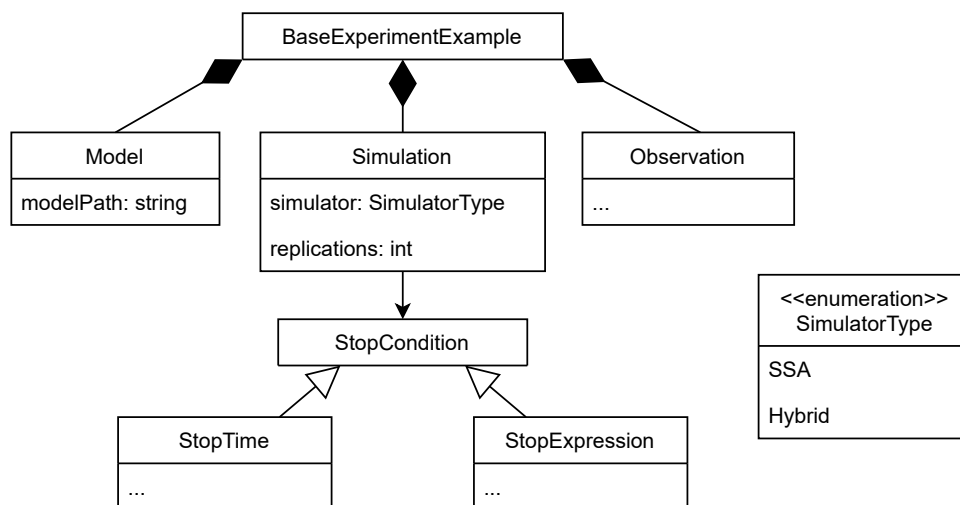 BaseExperimentExample
Model
modelPath: string
Simulation
simulator: SimulatorType
replications: int
Observation
...
<<enumeration>>
SimulatorType
SSA
Hybrid
StopCondition
StopTime
...
StopExpression
...